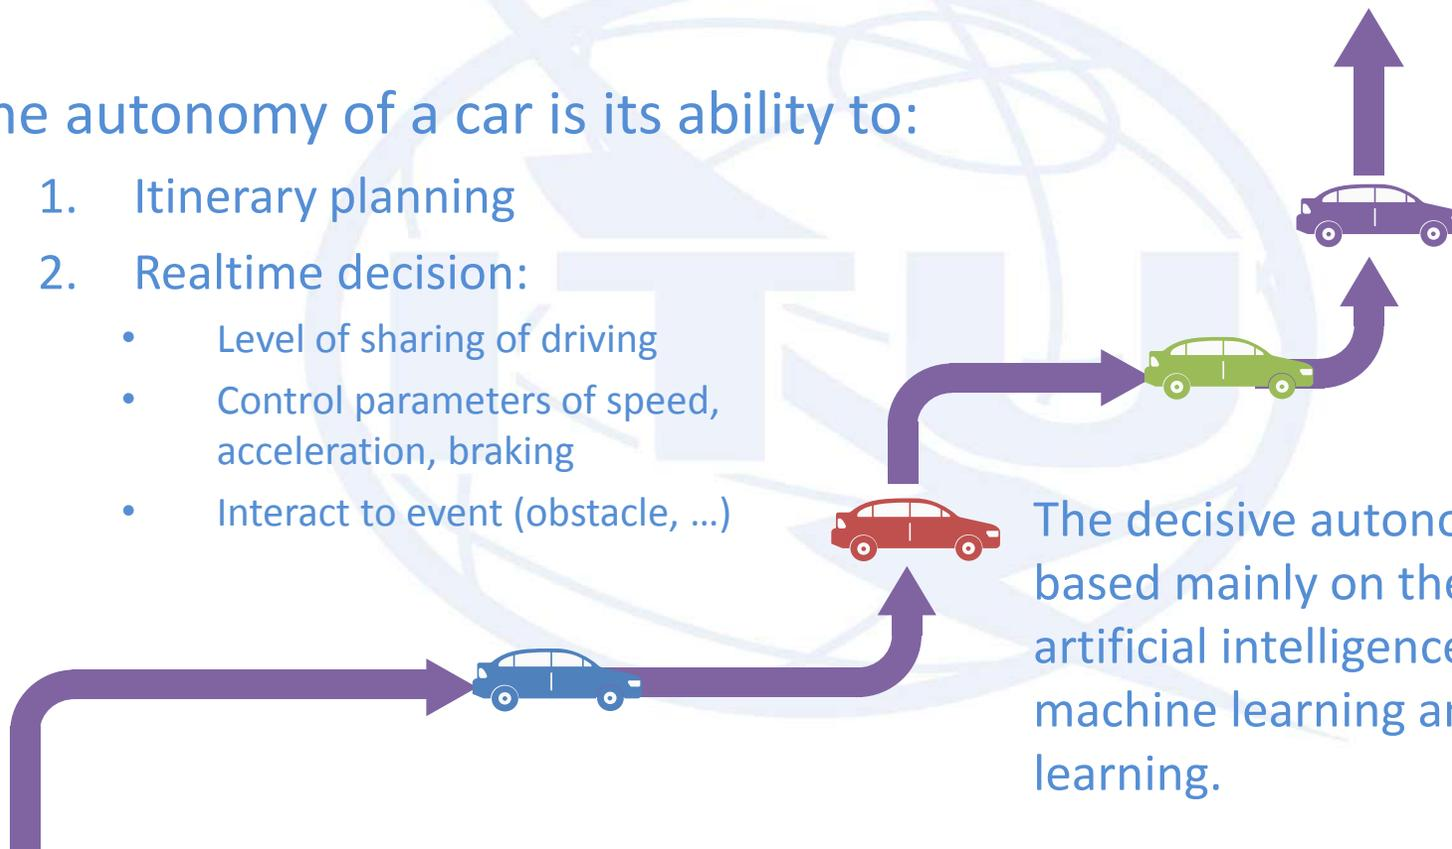 he autonomy of a car is its ability to:
1. Itinerary planning
2. Realtime decision:
• Level of sharing of driving
• Control parameters of speed,
acceleration, braking
• Interact to event (obstacle, ...)
The decisive autono
based mainly on the
artificial intelligence
machine learning a
learning.
ITU